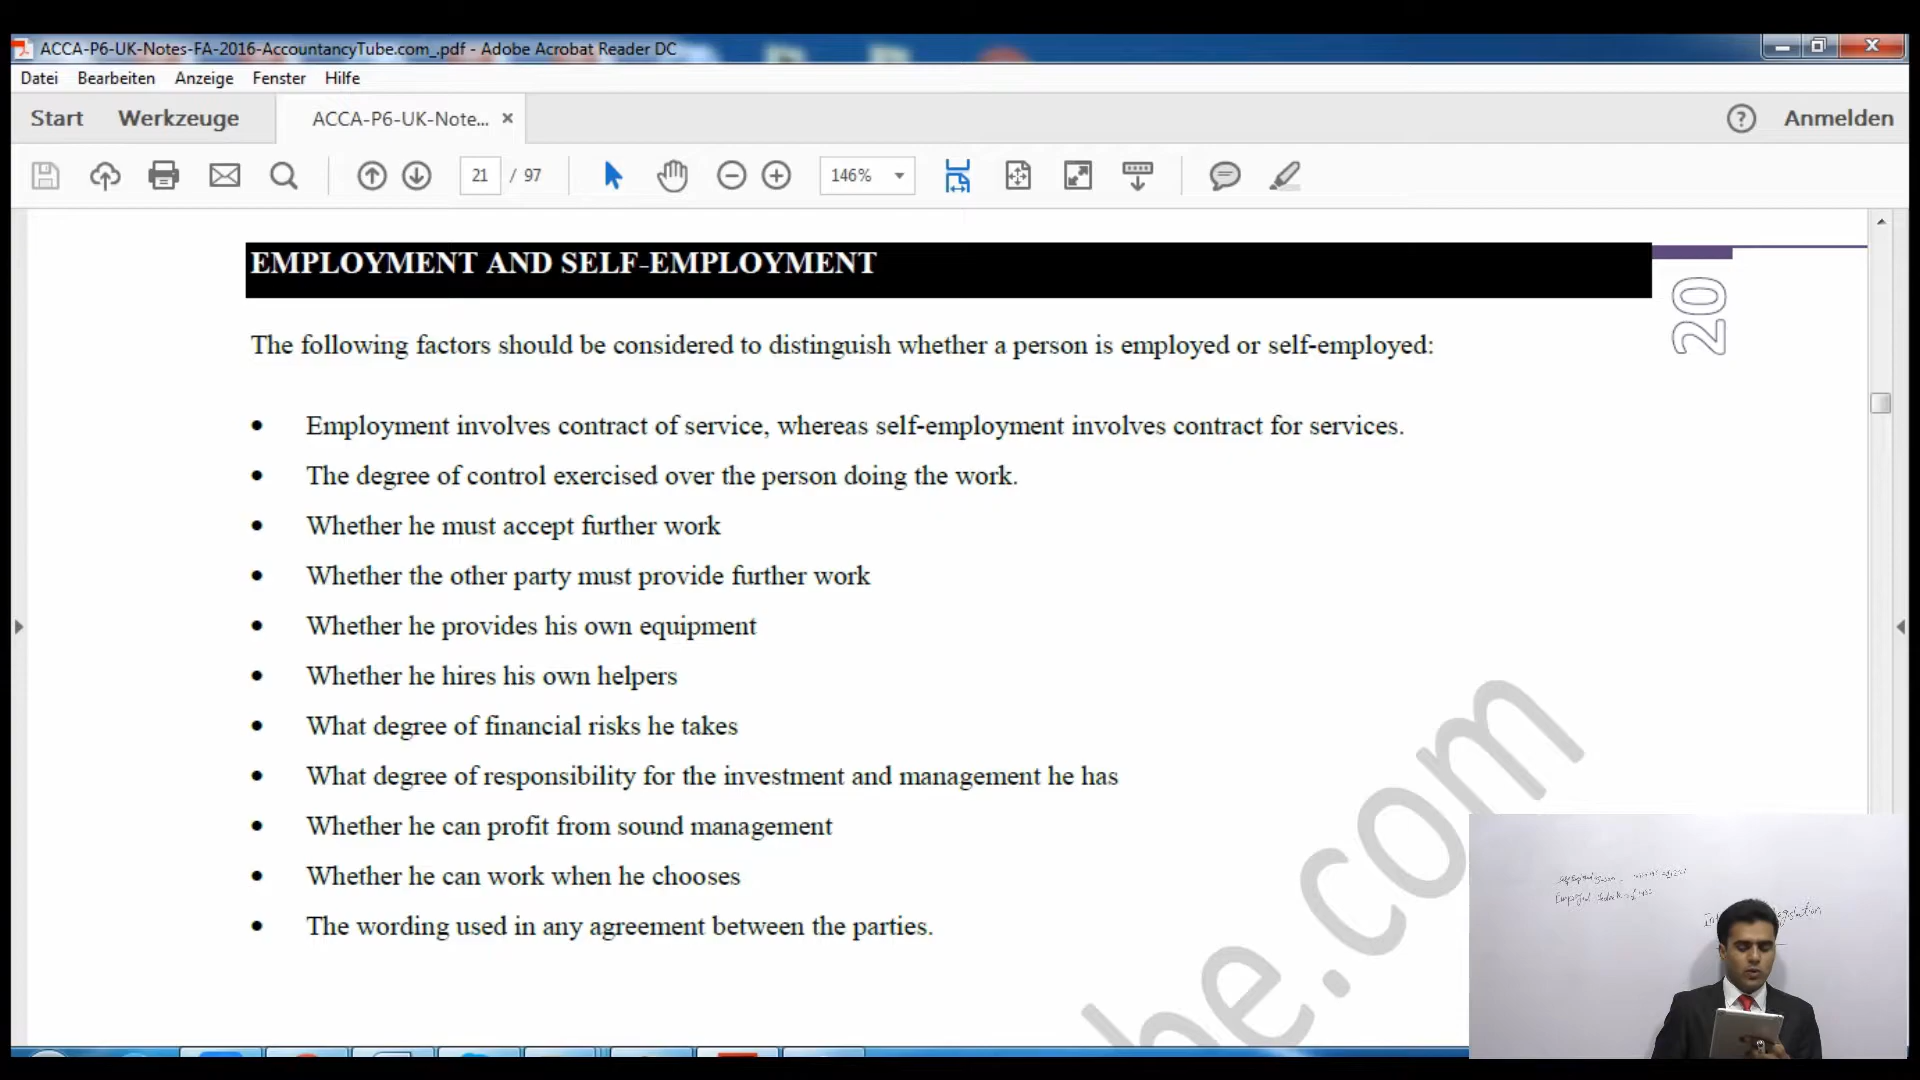 ACCA-P6-UK-Notes-FA-2016-AccountancyTube.com_.pdf - Adobe Acrobat Reader DC
Datei Bearbeiten Anzeige Fenster Hilfe
Start Werkzeuge ACCA-P6-UK-Note... × Anmelden
21 / 97 146%
EMPLOYMENT AND SELF-EMPLOYMENT
20
The following factors should be considered to distinguish whether a person is employed or self-employed:
• Employment involves contract of service, whereas self-employment involves contract for services.
• The degree of control exercised over the person doing the work.
• Whether he must accept further work
• Whether the other party must provide further work
• Whether he provides his own equipment
• Whether he hires his own helpers
• What degree of financial risks he takes
• What degree of responsibility for the investment and management he has
• Whether he can profit from sound management
• Whether he can work when he chooses
• The wording used in any agreement between the parties.
be.com